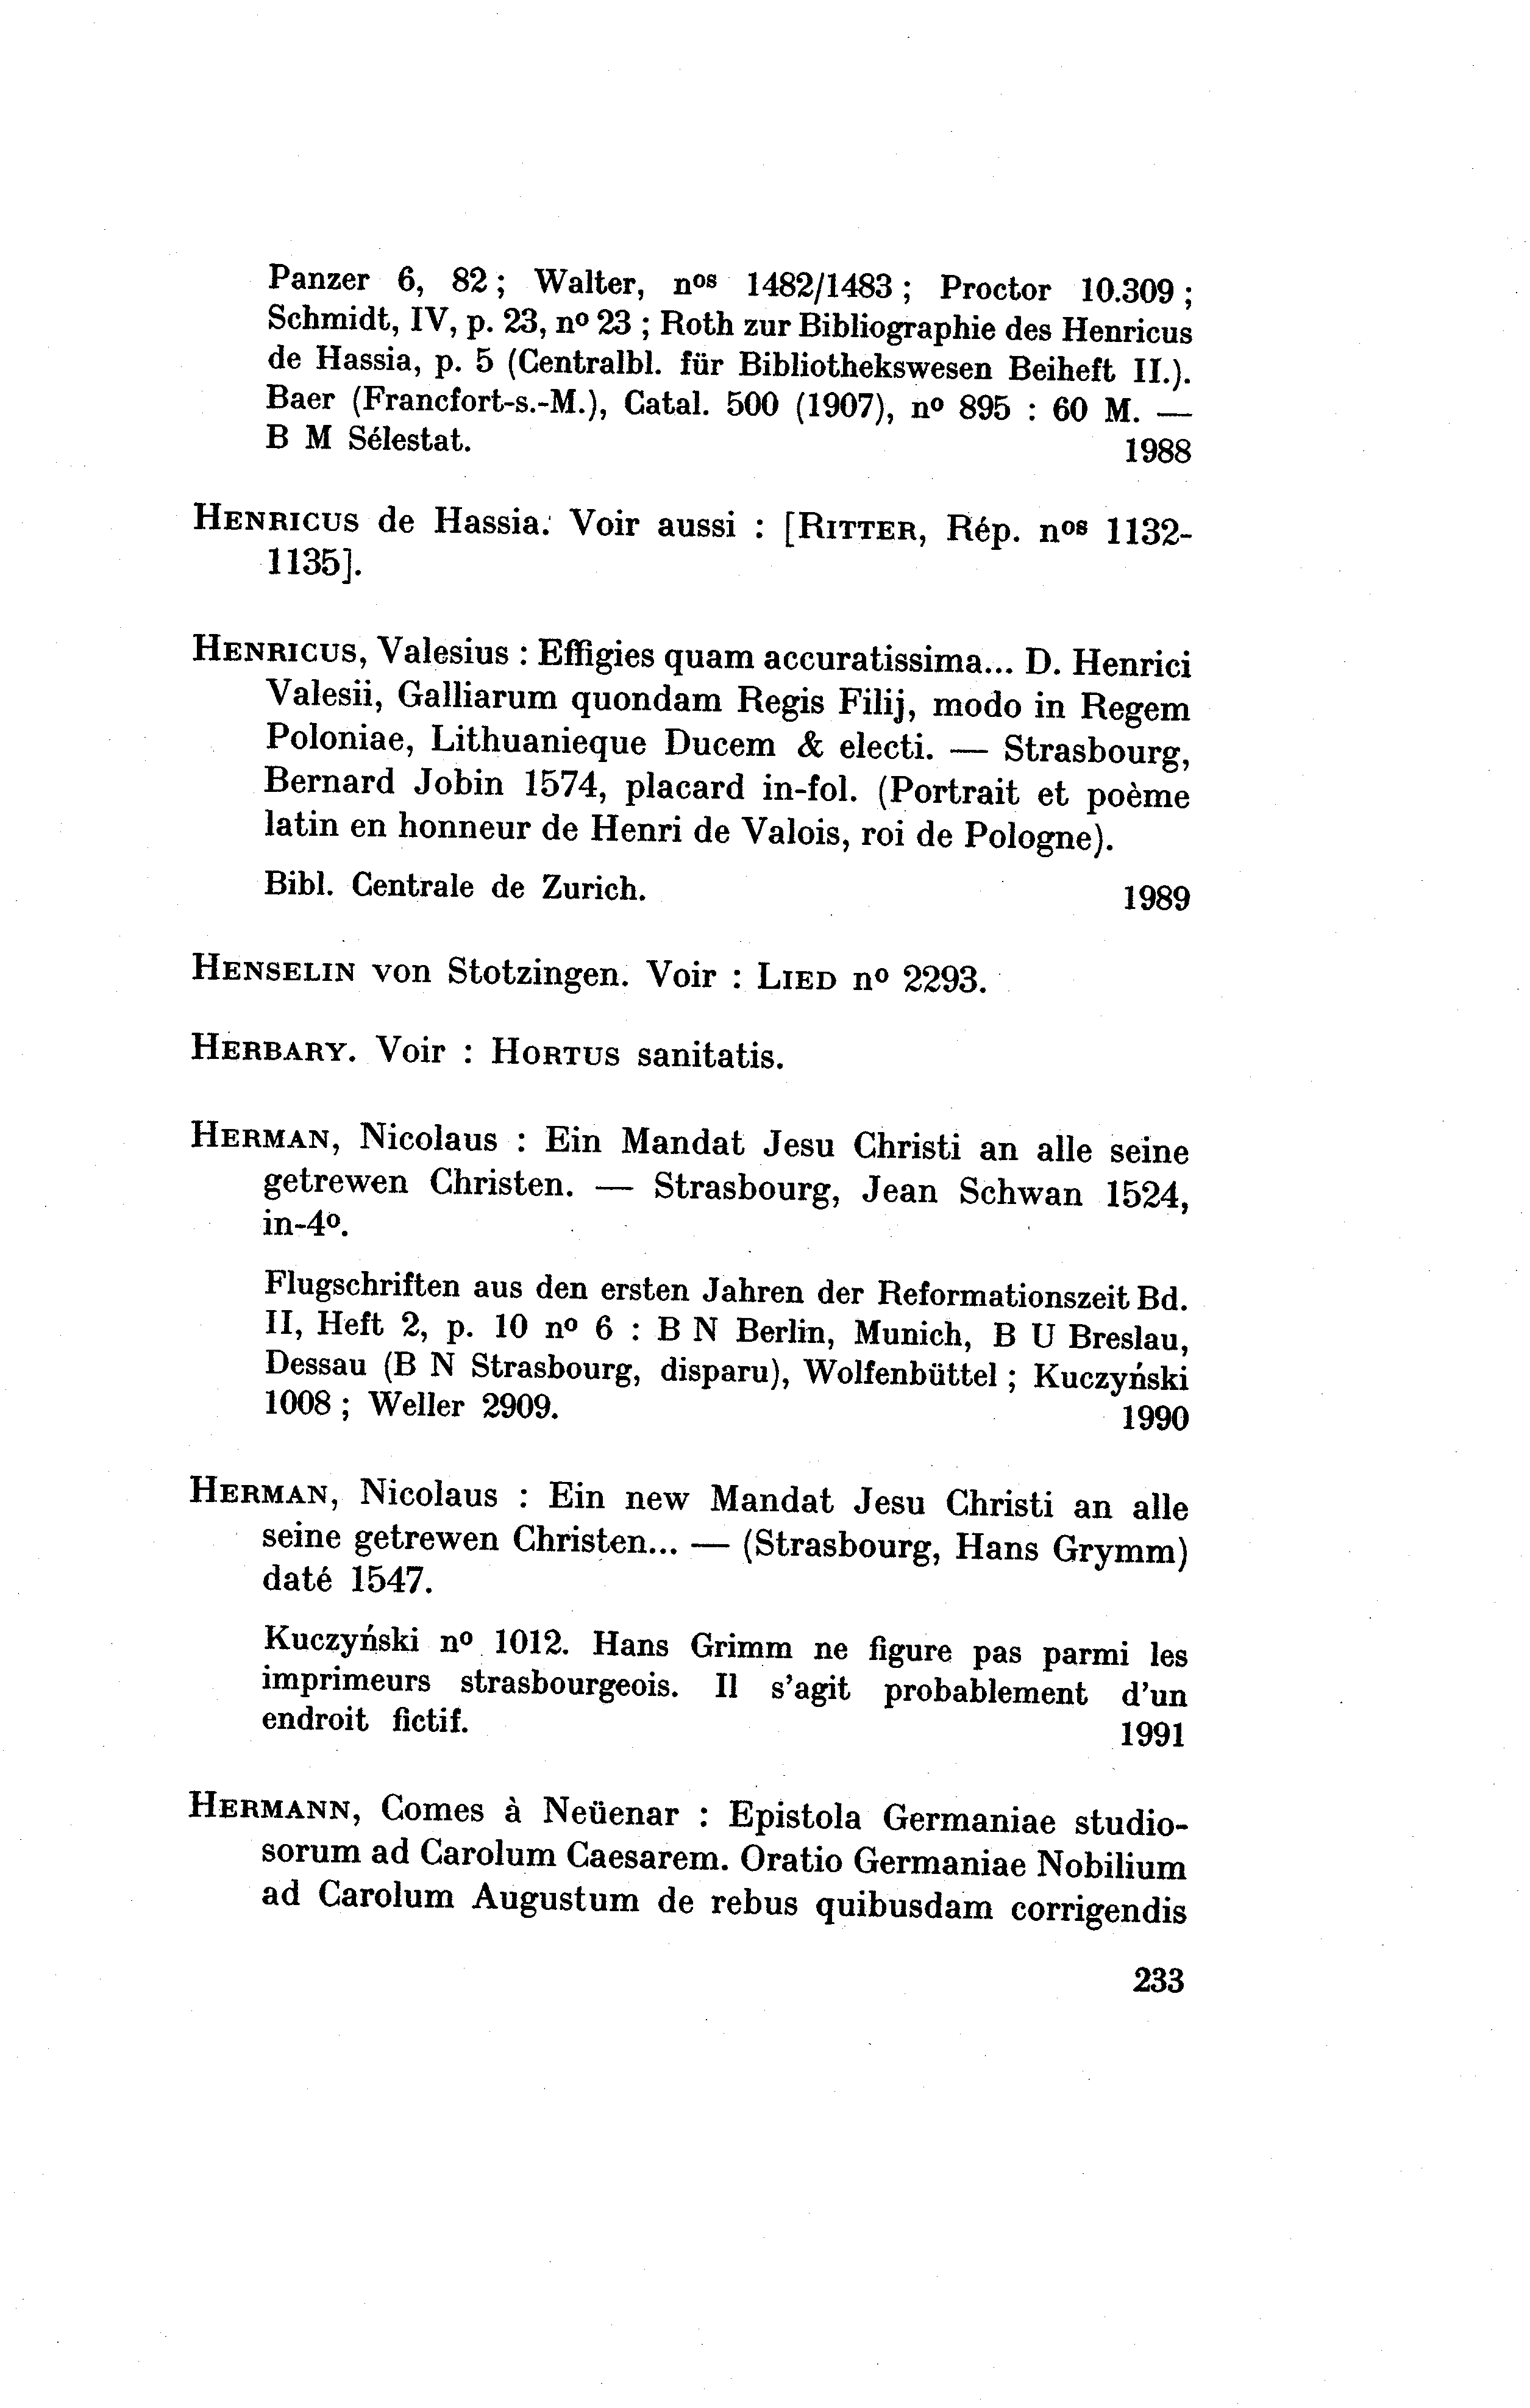 Panzer 6, 82 ; Walter, nos 1482/1483 ; Proctor 10.309 ;
Schmidt, IV, p. 23, no 23 ; Roth zur Bibliographie des Henricus
de Hassia, p. 5 (Centralbl. für Bibliothekswesen Beiheft II.).
Baer (Francfort-s.-M.), Catal. 500 (1907), no 895 : 60 M. —
B M Sélestat. 1988
HENRICUS de Hassia. Voir aussi : [RITTER, Rép. nos 1132-
1135].
HENRICUS, Valesius : Effigies quam accuratissima... D. Henrici
Valesii, Galliarum quondam Regis Filij, modo in Regem
Poloniae, Lithuanieque Ducem & electi. — Strasbourg,
Bernard Jobin 1574, placard in-fol. (Portrait et poème
latin en honneur de Henri de Valois, roi de Pologne).
Bibl. Centrale de Zurich. 1989
HENSELIN von Stotzingen. Voir : LIED no 2293.
HERBARY. Voir : HORTUS sanitatis.
HERMAN, Nicolaus : Ein Mandat Jesu Christi an alle seine
getrewen Christen. — Strasbourg, Jean Schwan 1524,
in-4o.
Flugschriften aus den ersten Jahren der Reformationszeit Bd.
II, Heft 2, p. 10 no 6 : B N Berlin, Munich, B U Breslau,
Dessau (B N Strasbourg, disparu), Wolfenbüttel ; Kuczyński
1008 ; Weller 2909. 1990
HERMAN, Nicolaus : Ein new Mandat Jesu Christi an alle
seine getrewen Christen... — (Strasbourg, Hans Grymm)
daté 1547.
Kuczyński no 1012. Hans Grimm ne figure pas parmi les
imprimeurs strasbourgeois. Il s'agit probablement d'un
endroit fictif. 1991
HERMANN, Comes à Neüenar : Epistola Germaniae studio-
sorum ad Carolum Caesarem. Oratio Germaniae Nobilium
ad Carolum Augustum de rebus quibusdam corrigendis
233